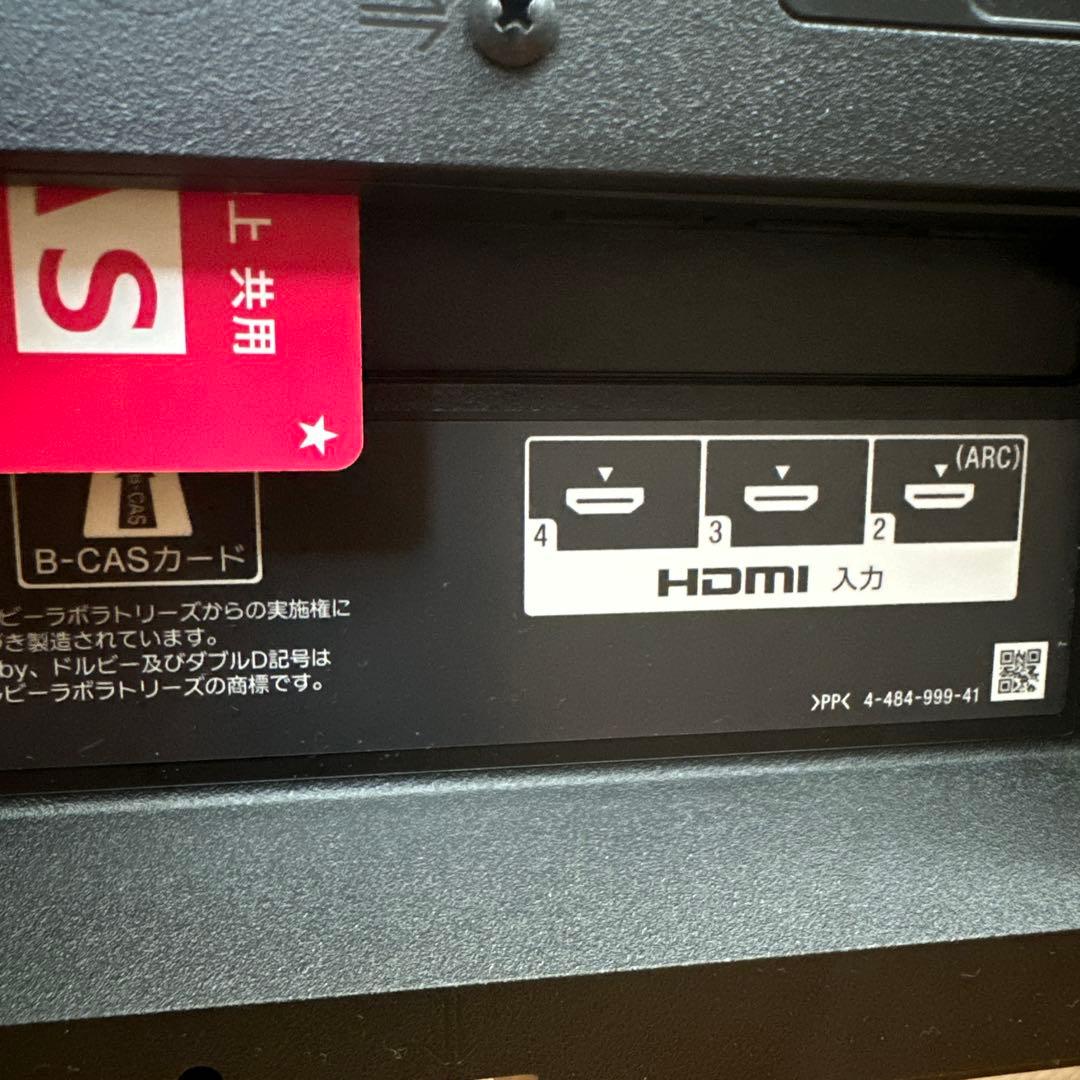 AS
上共用
★
B-CAS
B-CASカード
ビーラボラトリーズからの実施権に
づき製造されています。
by、ドルビー及びダブルD記号は
ルビーラボラトリーズの商標です。
(ARC)
4 3 2
HDMI 入力
>PP< 4-484-999-41